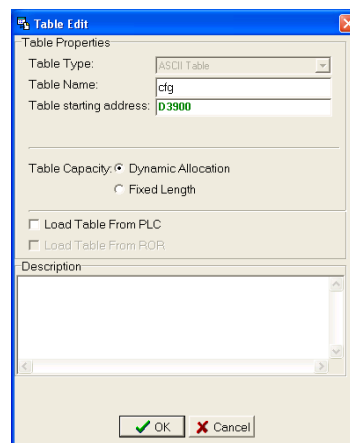 Table Edit
Table Properties
Table Type: ASCII Table
Table Name: cfg
Table starting address: D3900
Table Capacity: Dynamic Allocation
Fixed Length
Load Table From PLC
Load Table From ROR
Description
OK Cancel